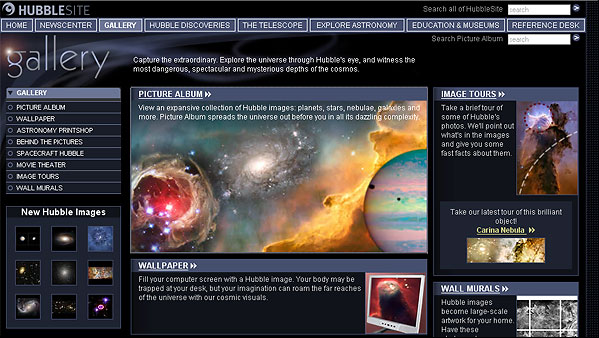 HUBBLESITE
Search all of HubbleSite search
HOME NEWSCENTER GALLERY HUBBLE DISCOVERIES THE TELESCOPE EXPLORE ASTRONOMY EDUCATION & MUSEUMS REFERENCE DESK
Search Picture Album search
gallery
Capture the extraordinary. Explore the universe through Hubble's eye, and witness the
most dangerous, spectacular and mysterious depths of the cosmos.
GALLERY
PICTURE ALBUM
WALLPAPER
ASTRONOMY PRINTSHOP
BEHIND THE PICTURES
SPACECRAFT HUBBLE
MOVIE THEATER
IMAGE TOURS
WALL MURALS
New Hubble Images
PICTURE ALBUM
View an expansive collection of Hubble images: planets, stars, nebulae, galaxies and
more. Picture Album spreads the universe out before you in all its dazzling complexity.
WALLPAPER
Fill your computer screen with a Hubble image. Your body may be
trapped at your desk, but your imagination can roam the far reaches
of the universe with our cosmic visuals.
IMAGE TOURS
Take a brief tour of
some of Hubble's
photos. We'll point out
what's in the images
and give you some
fast facts about them.
Take our latest tour of this brilliant
object!
Carina Nebula
WALL MURALS
Hubble images
become large-scale
artwork for your home.
Have these